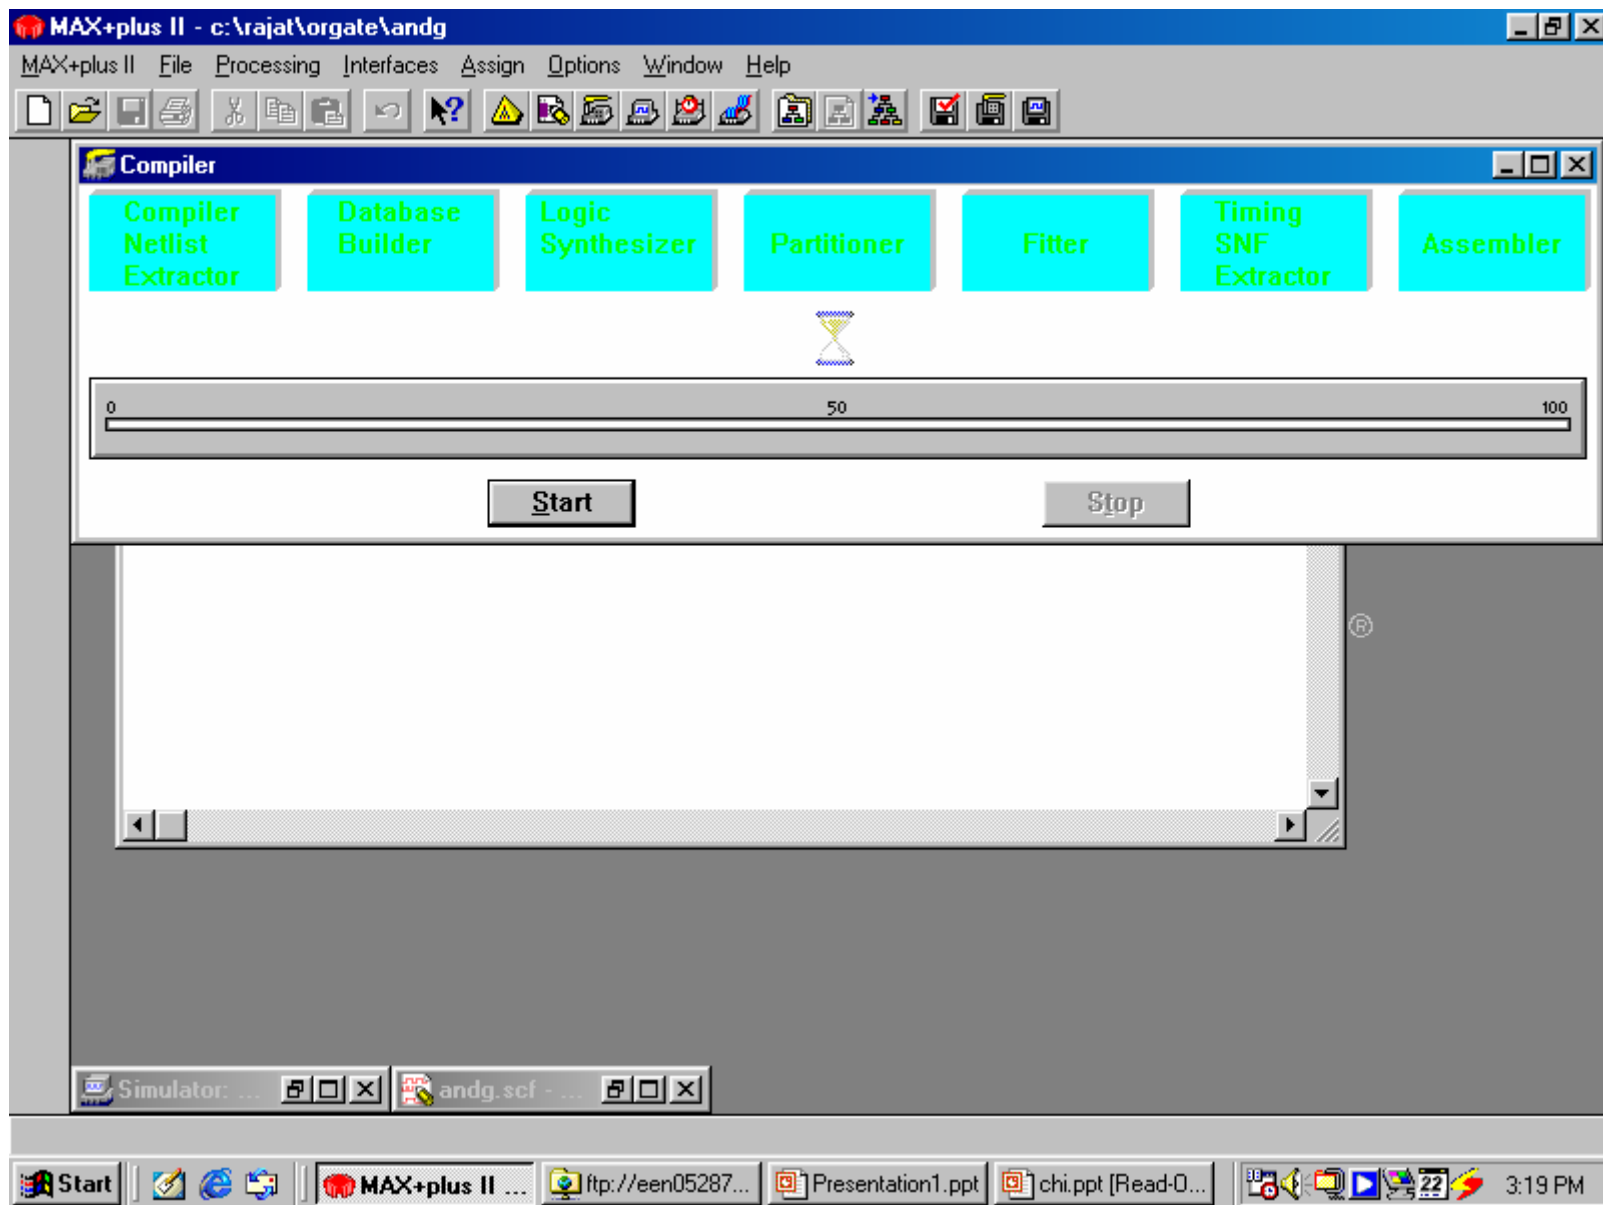 MAX+plus II - c:\rajat\orgate\andg
MAX+plus II File Processing Interfaces Assign Options Window Help
Compiler
Compiler Netlist Extractor
Database Builder
Logic Synthesizer
Partitioner
Fitter
Timing SNF Extractor
Assembler
0 50 100
Start Stop
®
Simulator: ... andg.scf - ...
Start MAX+plus II ... ftp://een05287... Presentation1.ppt chi.ppt [Read-O... 22 3:19 PM